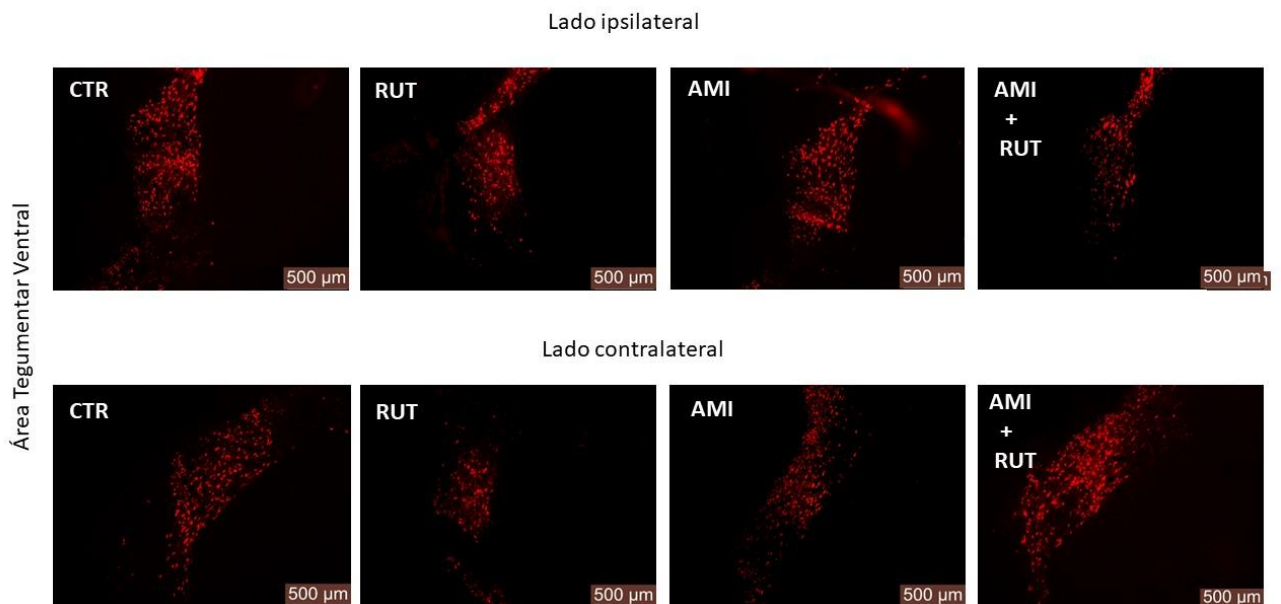 Lado ipsilateral
CTR
RUT
AMI
AMI
+
RUT
500 µm
500 µm
500 µm
500 µm
Área Tegumentar Ventral
Lado contralateral
CTR
RUT
AMI
AMI
+
RUT
500 µm
500 µm
500 µm
500 µm